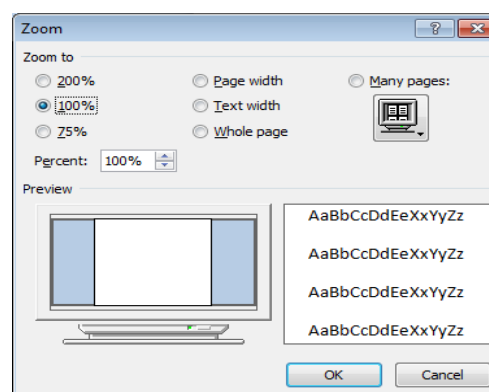 Zoom
Zoom to
200% Page width Many pages:
100% Text width
75% Whole page
Percent: 100%
Preview
AaBbCcDdEeXxYyZz
AaBbCcDdEeXxYyZz
AaBbCcDdEeXxYyZz
AaBbCcDdEeXxYyZz
OK Cancel